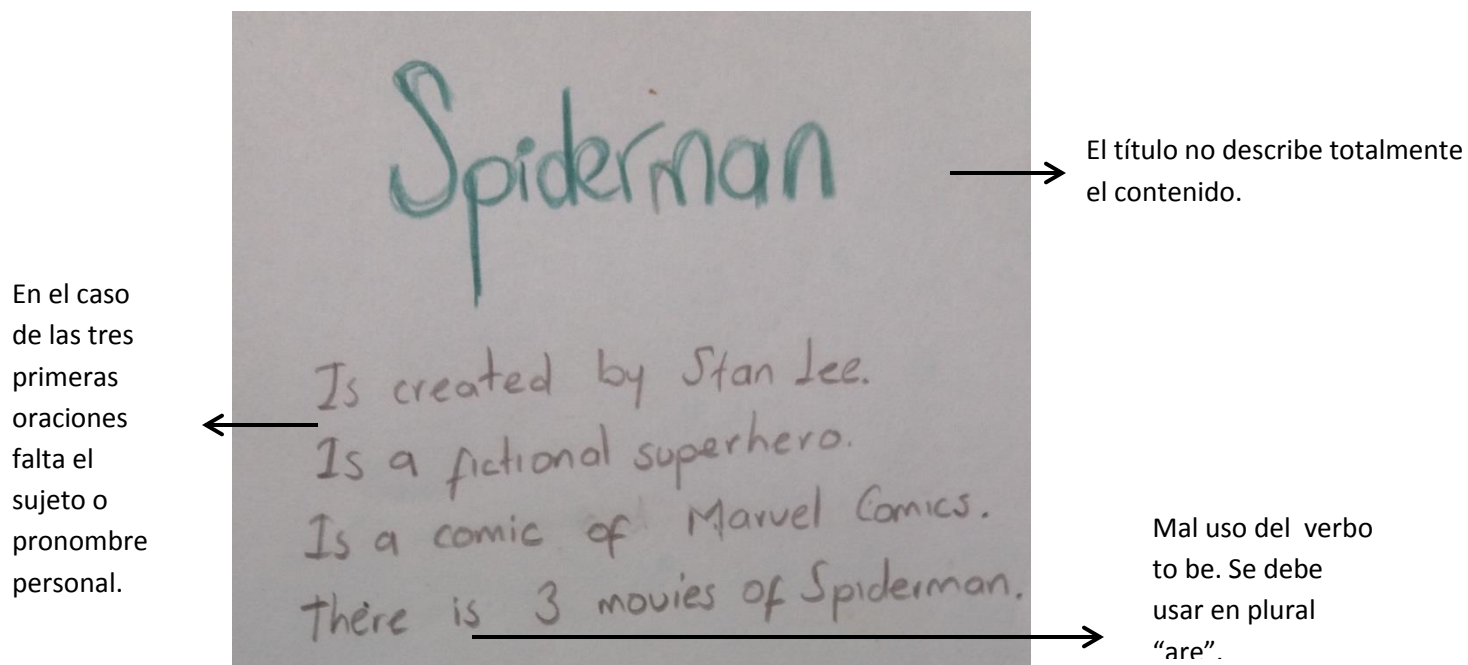 Spiderman
El título no describe totalmente
el contenido.
En el caso
de las tres
primeras
oraciones
falta el
sujeto o
pronombre
personal.
Is created by Stan Lee.
Is a fictional superhero.
Is a comic of Marvel Comics.
There is 3 movies of Spiderman.
Mal uso del verbo
to be. Se debe
usar en plural
“are”.